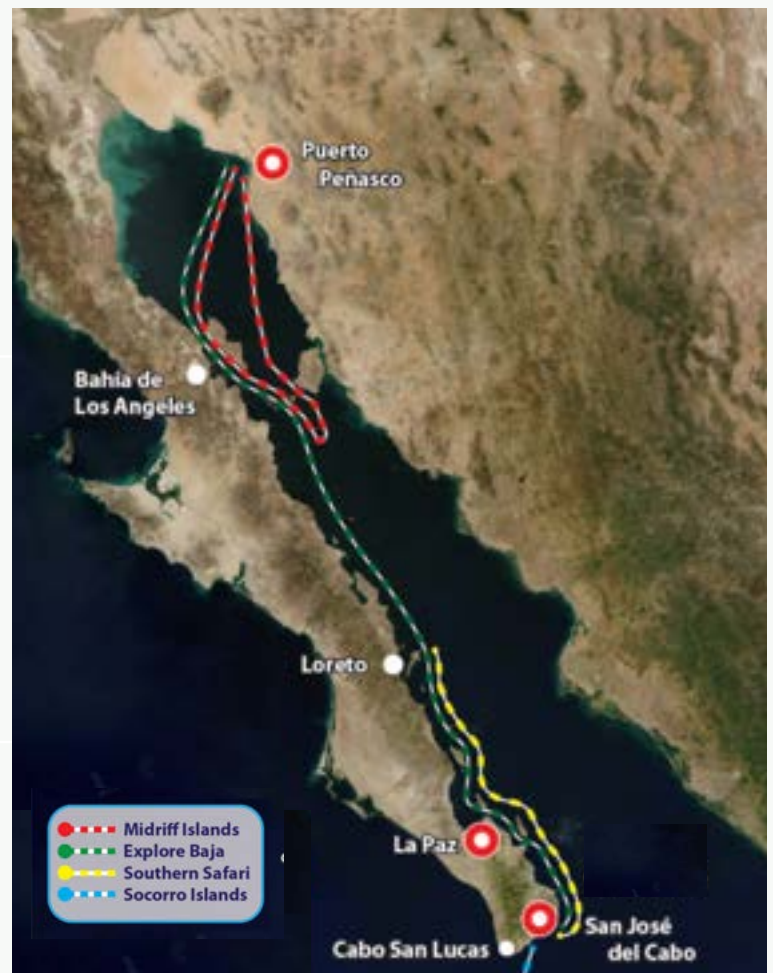 Puerto
Peñasco
Bahía de
Los Angeles
Loreto
La Paz
San José
del Cabo
Cabo San Lucas
Midriff Islands
Explore Baja
Southern Safari
Socorro Islands